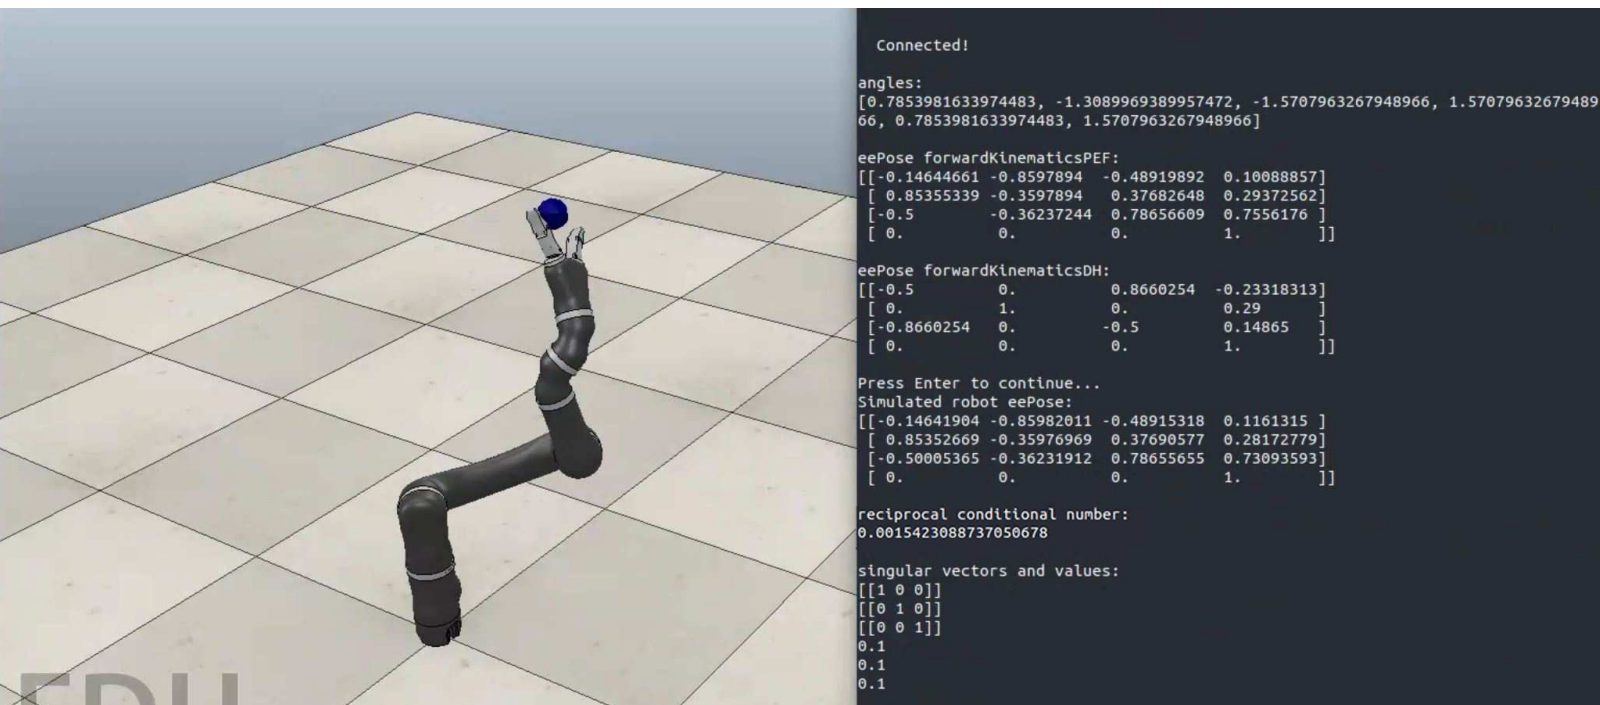 Connected!
angles:
[0.7853981633974483, -1.3089969389957472, -1.5707963267948966, 1.57079632679489
66, 0.7853981633974483, 1.5707963267948966]
eePose forwardKinematicsPEF:
[[-0.14644661 -0.8597894 -0.48919892 0.10088857]
[ 0.85355339 -0.3597894 0.37682648 0.29372562]
[-0.5 -0.36237244 0.78656609 0.7556176 ]
[ 0. 0. 0. 1. ]]
eePose forwardKinematicsDH:
[[-0.5 0. 0.8660254 -0.23318313]
[ 0. 1. 0. 0.29 ]
[-0.8660254 0. -0.5 0.14865 ]
[ 0. 0. 0. 1. ]]
Press Enter to continue...
Simulated robot eePose:
[[-0.14641904 -0.85982011 -0.48915318 0.1161315 ]
[ 0.85352669 -0.35976969 0.37690577 0.28172779]
[-0.50005365 -0.36231912 0.78655655 0.73093593]
[ 0. 0. 0. 1. ]]
reciprocal conditional number:
0.0015423088737050678
singular vectors and values:
[[1 0 0]]
[[0 1 0]]
[[0 0 1]]
0.1
0.1
0.1
EDU